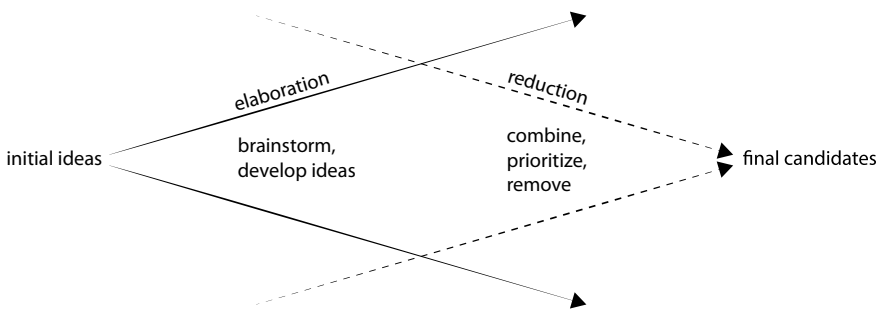 elaboration
reduction
initial ideas
brainstorm,
develop ideas
combine,
prioritize,
remove
final candidates